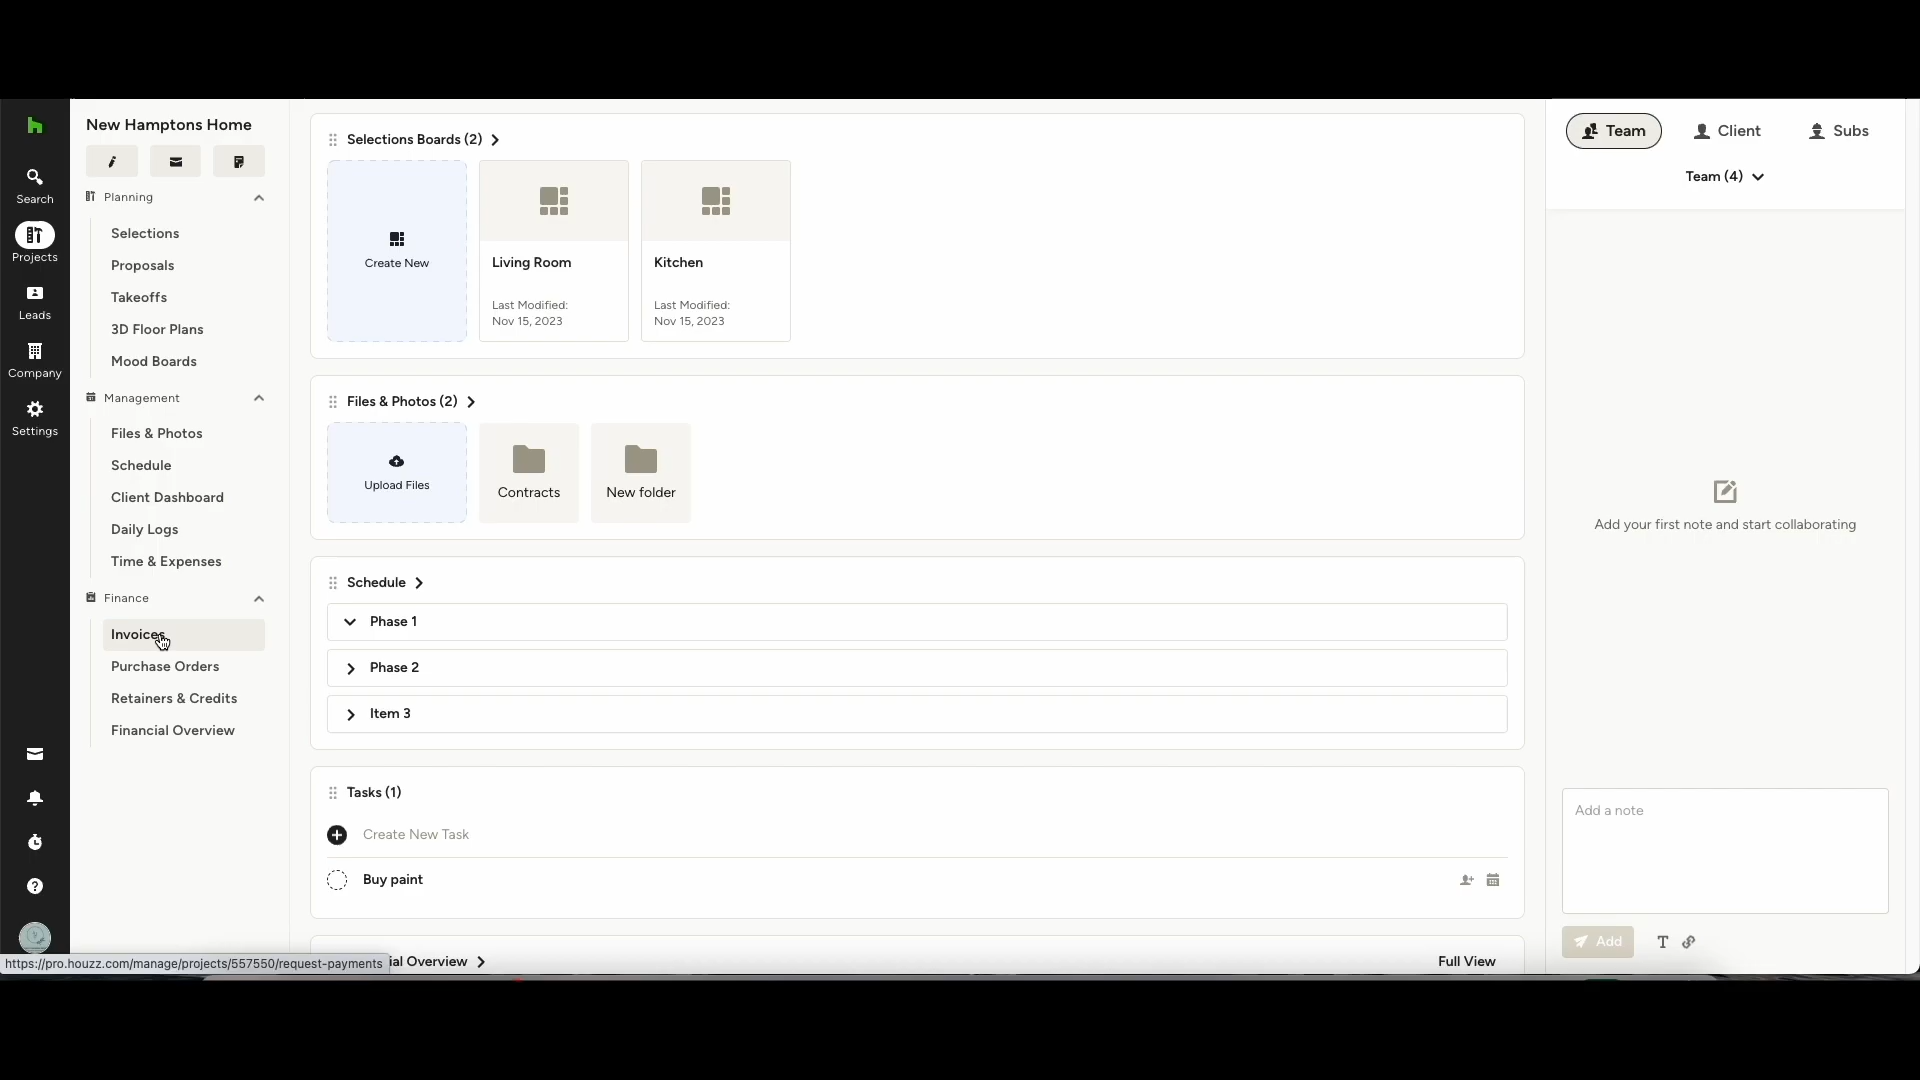 New Hamptons Home
Search
Projects
Leads
Company
Settings
Planning
Selections
Proposals
Takeoffs
3D Floor Plans
Mood Boards
Management
Files & Photos
Schedule
Client Dashboard
Daily Logs
Time & Expenses
Finance
Invoices
Purchase Orders
Retainers & Credits
Financial Overview
https://pro.houzz.com/manage/projects/557550/request-payments
Selections Boards (2)
Create New
Living Room
Last Modified:
Nov 15, 2023
Kitchen
Last Modified:
Nov 15, 2023
Files & Photos (2)
Upload Files
Contracts
New folder
Schedule
Phase 1
Phase 2
Item 3
Tasks (1)
Create New Task
Buy paint
ial Overview
Full View
Team
Client
Subs
Team (4)
Add your first note and start collaborating
Add a note
Add